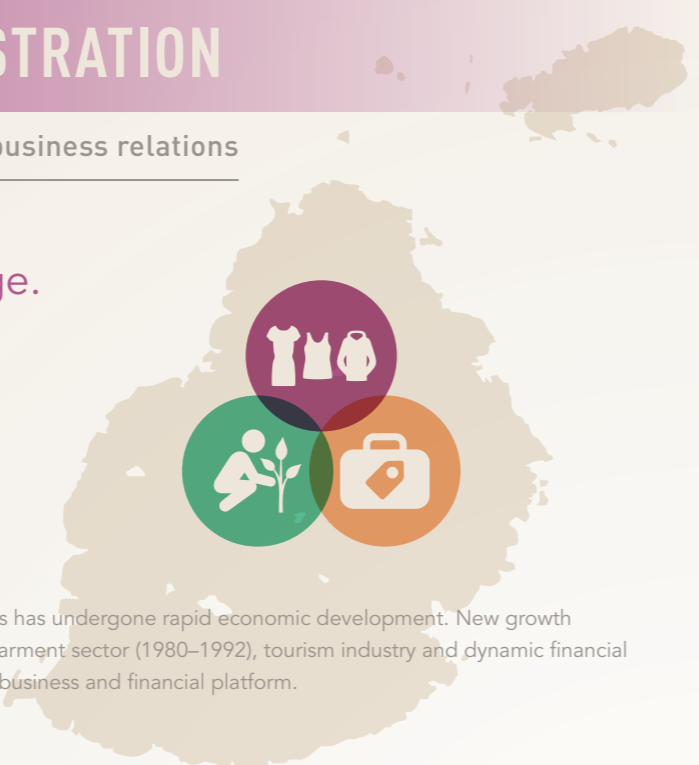 STRATION
business relations
ge.
s has undergone rapid economic development. New growth
arment sector (1980–1992), tourism industry and dynamic financial
business and financial platform.